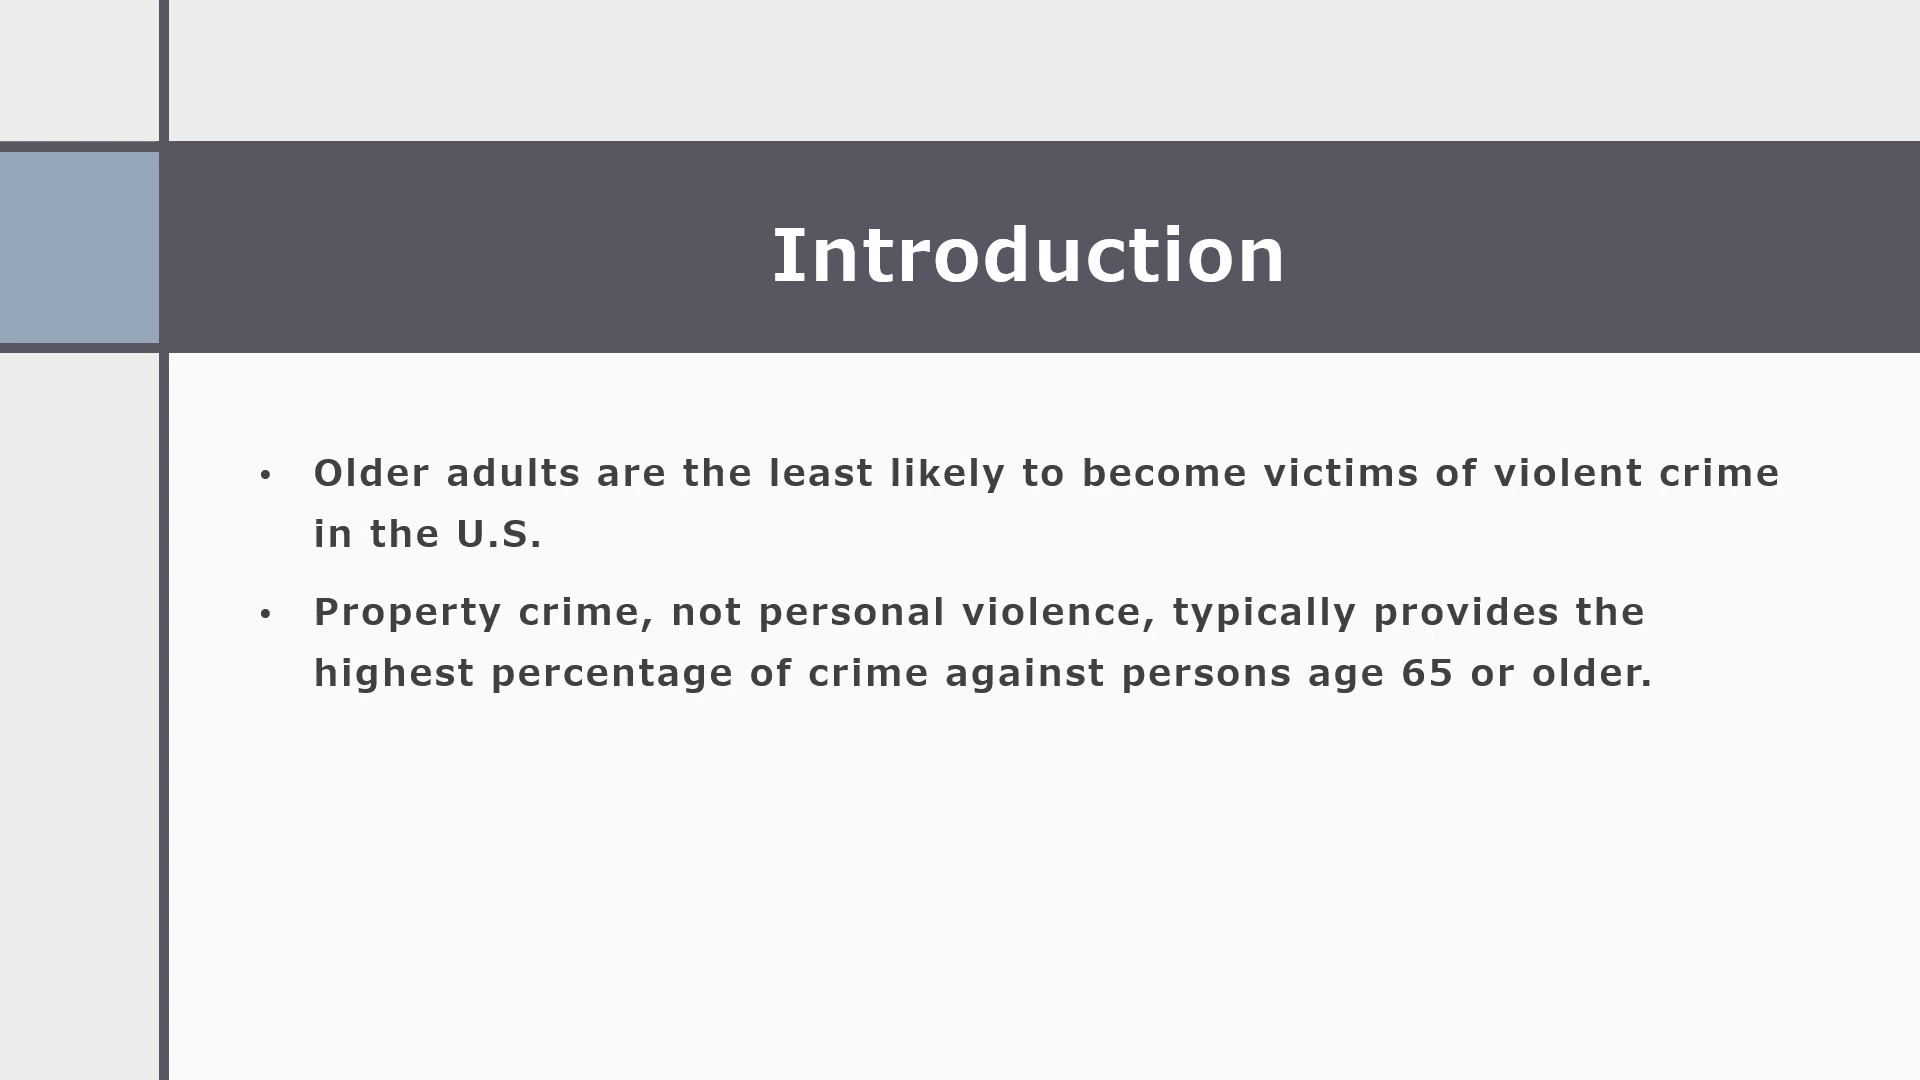 Introduction
• Older adults are the least likely to become victims of violent crime
in the U.S.
• Property crime, not personal violence, typically provides the
highest percentage of crime against persons age 65 or older.